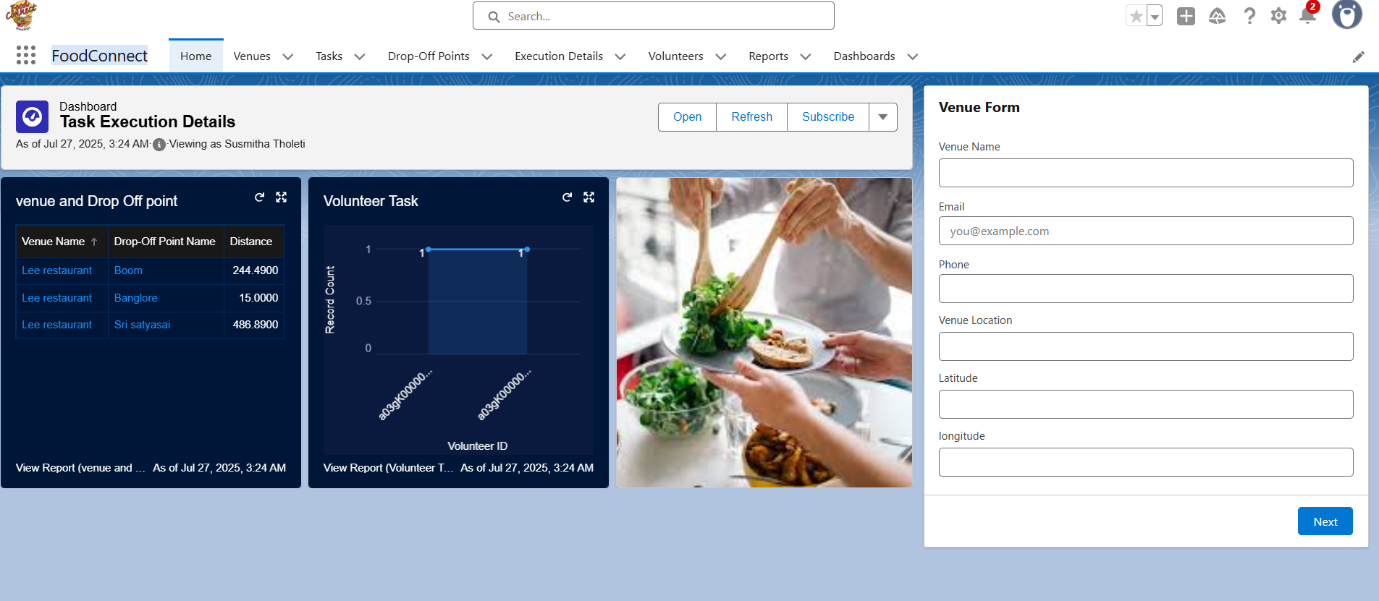 Search...
2
FoodConnect
Home
Venues
Tasks
Drop-Off Points
Execution Details
Volunteers
Reports
Dashboards
Dashboard
Task Execution Details
As of Jul 27, 2025, 3:24 AM·Viewing as Susmitha Tholeti
Open
Refresh
Subscribe
venue and Drop Off point
Venue Name ↑ Drop-Off Point Name Distance
Lee restaurant Boom 244.4900
Lee restaurant Banglore 15.0000
Lee restaurant Sri satyasai 486.8900
View Report (venue and ... As of Jul 27, 2025, 3:24 AM
Volunteer Task
Record Count
1
0.5
0
1
1
a03gK00000...
a03gK00000...
Volunteer ID
View Report (Volunteer T... As of Jul 27, 2025, 3:24 AM
Venue Form
Venue Name
Email
you@example.com
Phone
Venue Location
Latitude
longitude
Next